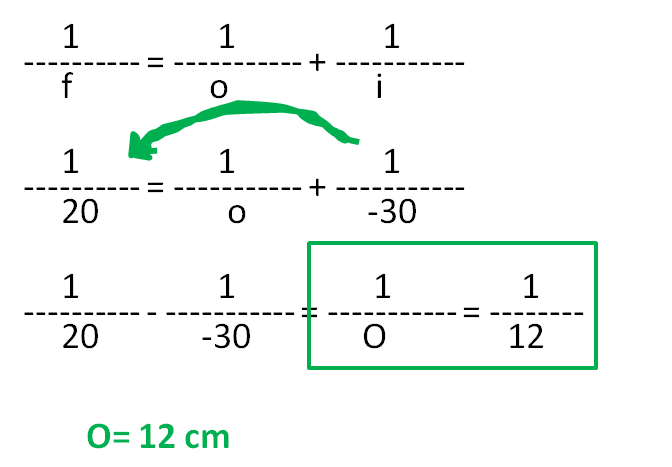 1 1 1
---------- = ----------- + -----------
f o i
1 1 1
---------- = ----------- + -----------
20 o -30
1 1 1 1
---------- - ----------- = ----------- = --------
20 -30 O 12
O= 12 cm